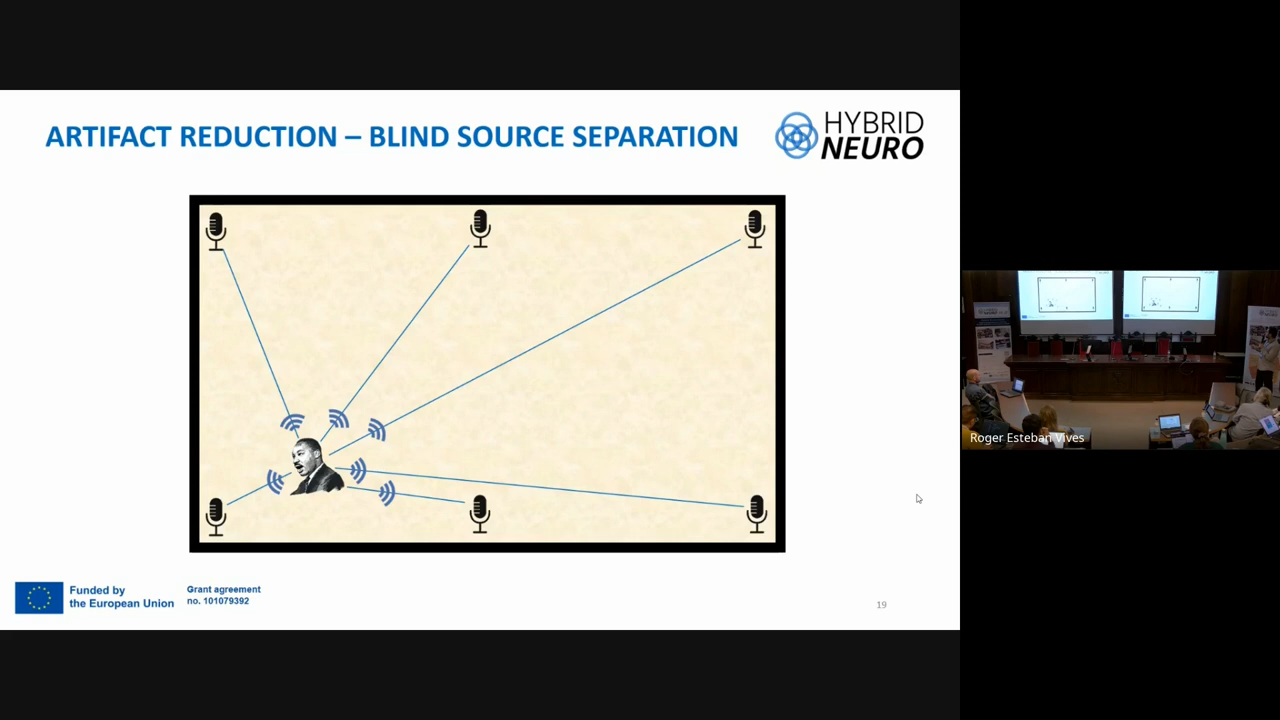 ARTIFACT REDUCTION – BLIND SOURCE SEPARATION
HYBRID
NEURO
Funded by
the European Union
Grant agreement
no. 101079392
19
Roger Esteban Vives